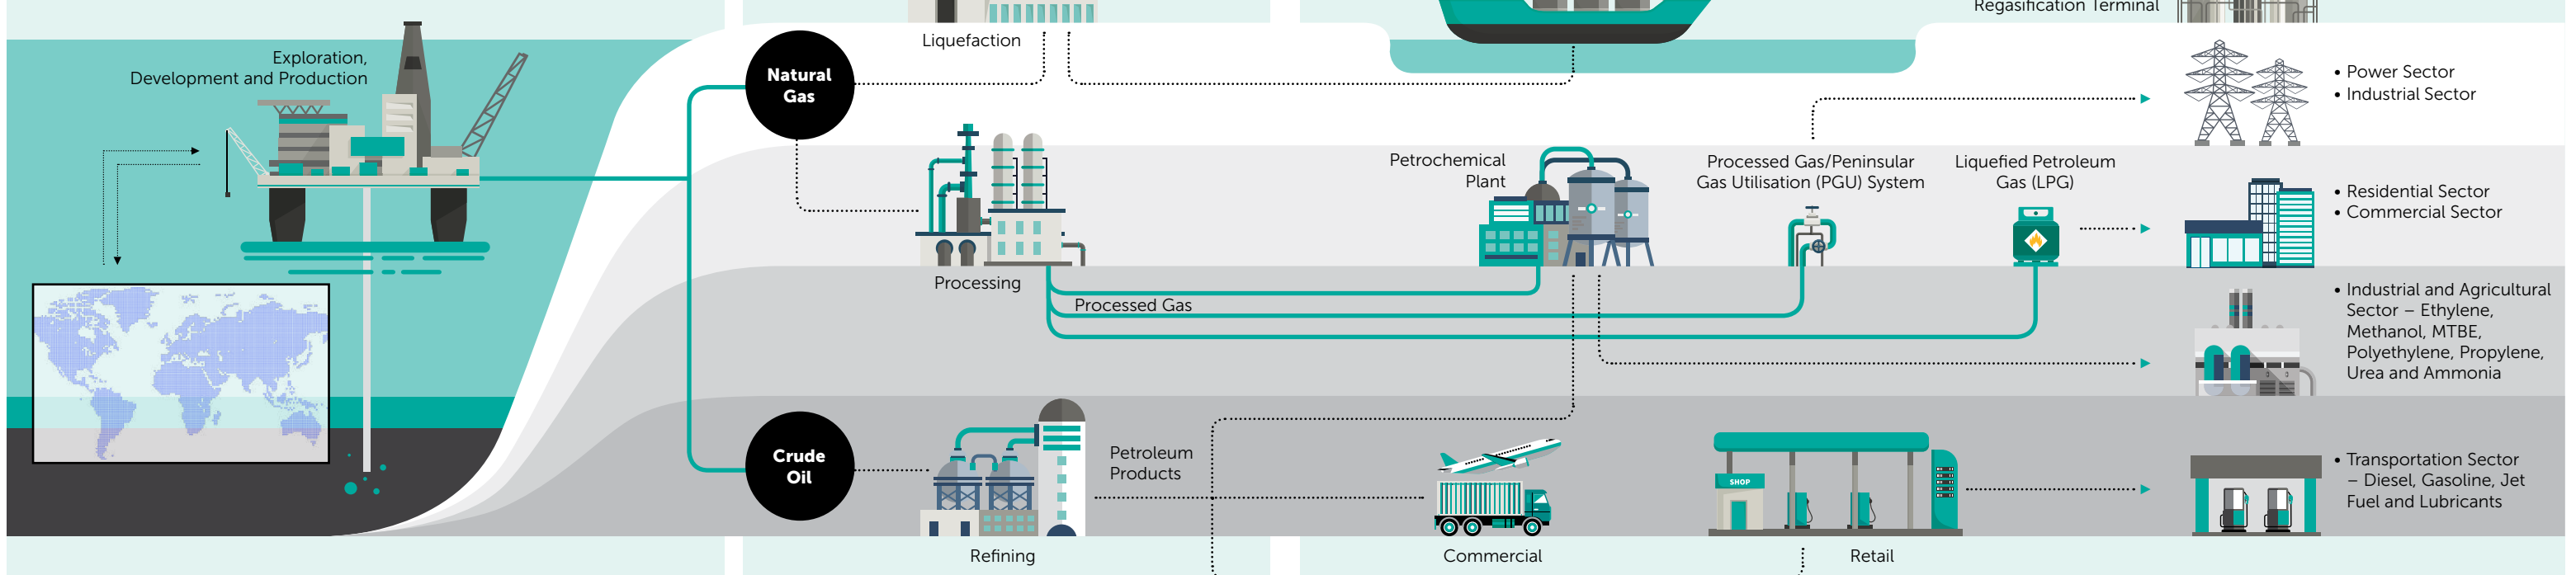 Regasification Terminal
Liquefaction
Exploration,
Development and Production
Natural
Gas
• Power Sector
• Industrial Sector
Petrochemical
Plant
Processed Gas/Peninsular
Gas Utilisation (PGU) System
Liquefied Petroleum
Gas (LPG)
• Residential Sector
• Commercial Sector
Processing
Processed Gas
• Industrial and Agricultural
Sector – Ethylene,
Methanol, MTBE,
Polyethylene, Propylene,
Urea and Ammonia
Crude
Oil
Petroleum
Products
SHOP
• Transportation Sector
– Diesel, Gasoline, Jet
Fuel and Lubricants
Refining
Commercial
Retail